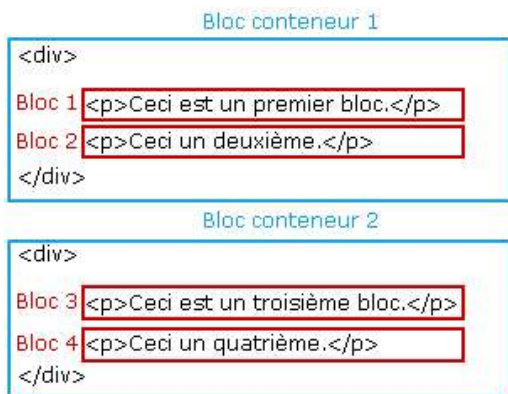 Bloc conteneur 1
<div>
Bloc 1 <p>Ceci est un premier bloc.</p>
Bloc 2 <p>Ceci un deuxième.</p>
</div>
Bloc conteneur 2
<div>
Bloc 3 <p>Ceci est un troisième bloc.</p>
Bloc 4 <p>Ceci un quatrième.</p>
</div>